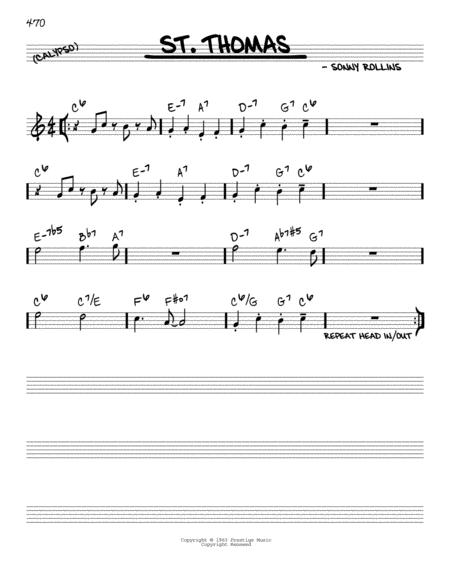 470
(CALYPSO)
ST. THOMAS
- SONNY ROLLINS
C6 E-7 A7 D-7 G7 C6
C6 E-7 A7 D-7 G7 C6
E-7b5 Bb7 A7 D-7 Ab7#5 G7
C6 C7/E F6 F#o7 C6/G G7 C6
REPEAT HEAD IN/OUT
Copyright © 1963 Prestige Music
Copyright Renewed